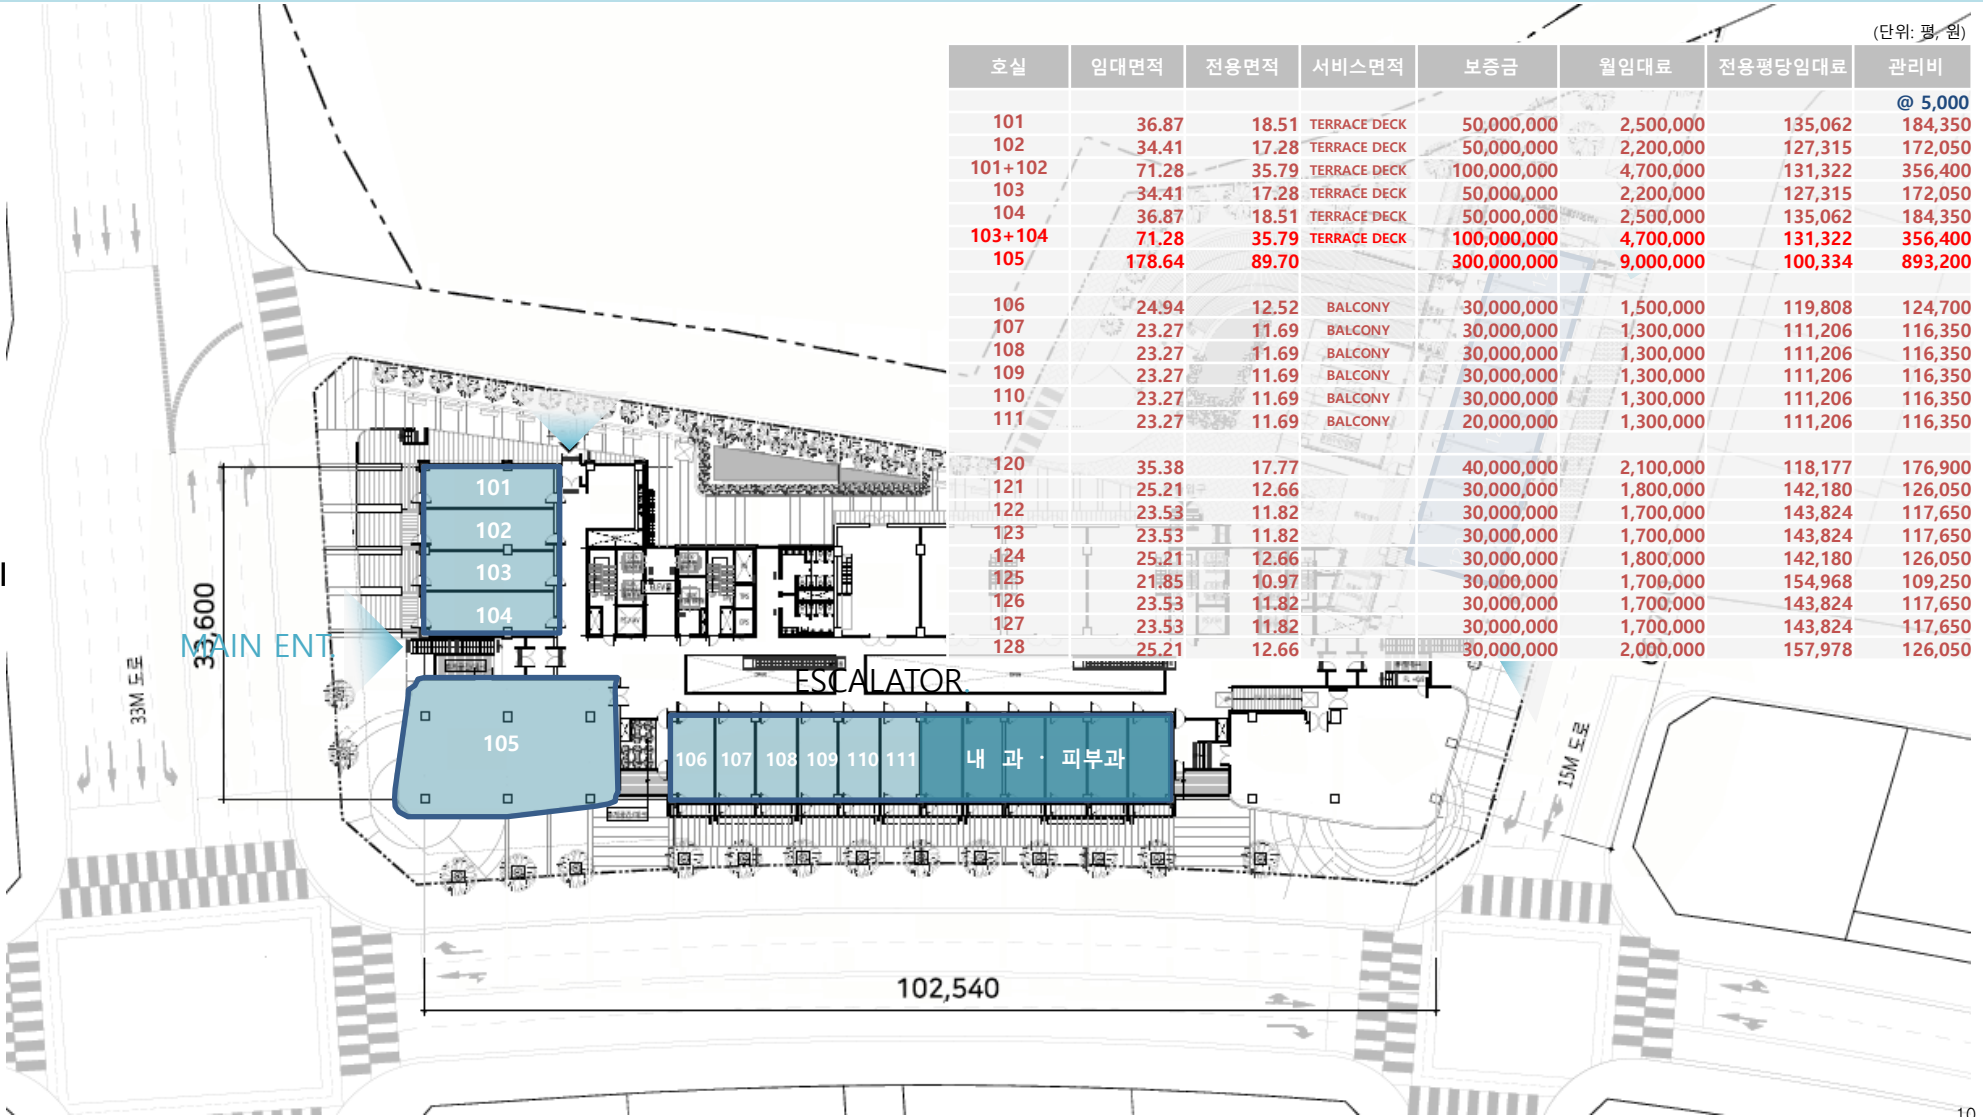 (단위: 평, 원)
호실 임대면적 전용면적 서비스면적 보증금 월임대료 전용평당임대료 관리비
@ 5,000
101 36.87 18.51 TERRACE DECK 50,000,000 2,500,000 135,062 184,350
102 34.41 17.28 TERRACE DECK 50,000,000 2,200,000 127,315 172,050
101+102 71.28 35.79 TERRACE DECK 100,000,000 4,700,000 131,322 356,400
103 34.41 17.28 TERRACE DECK 50,000,000 2,200,000 127,315 172,050
104 36.87 18.51 TERRACE DECK 50,000,000 2,500,000 135,062 184,350
103+104 71.28 35.79 TERRACE DECK 100,000,000 4,700,000 131,322 356,400
105 178.64 89.70 300,000,000 9,000,000 100,334 893,200
106 24.94 12.52 BALCONY 30,000,000 1,500,000 119,808 124,700
107 23.27 11.69 BALCONY 30,000,000 1,300,000 111,206 116,350
108 23.27 11.69 BALCONY 30,000,000 1,300,000 111,206 116,350
109 23.27 11.69 BALCONY 30,000,000 1,300,000 111,206 116,350
110 23.27 11.69 BALCONY 30,000,000 1,300,000 111,206 116,350
111 23.27 11.69 BALCONY 20,000,000 1,300,000 111,206 116,350
120 35.38 17.77 40,000,000 2,100,000 118,177 176,900
121 25.21 12.66 30,000,000 1,800,000 142,180 126,050
122 23.53 11.82 30,000,000 1,700,000 143,824 117,650
123 23.53 11.82 30,000,000 1,700,000 143,824 117,650
124 25.21 12.66 30,000,000 1,800,000 142,180 126,050
125 21.85 10.97 30,000,000 1,700,000 154,968 109,250
126 23.53 11.82 30,000,000 1,700,000 143,824 117,650
127 23.53 11.82 30,000,000 1,700,000 143,824 117,650
128 25.21 12.66 30,000,000 2,000,000 157,978 126,050
101
102
103
104
33,600
MAIN ENT.
33M 도로
ESCALATOR.
105
106 107 108 109 110 111 내 과 · 피부과
15M 도로
102,540
10